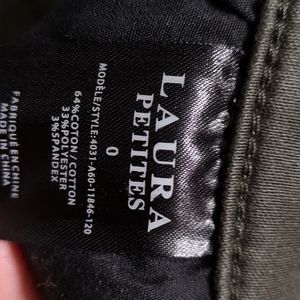 LAURA
PETITES
0
MODÈLE/STYLE:4031-A60-11846-120
64%COTON/COTTON
33%POLYESTER
3%SPANDEX
FABRIQUÉ EN CHINE
MADE IN CHINA